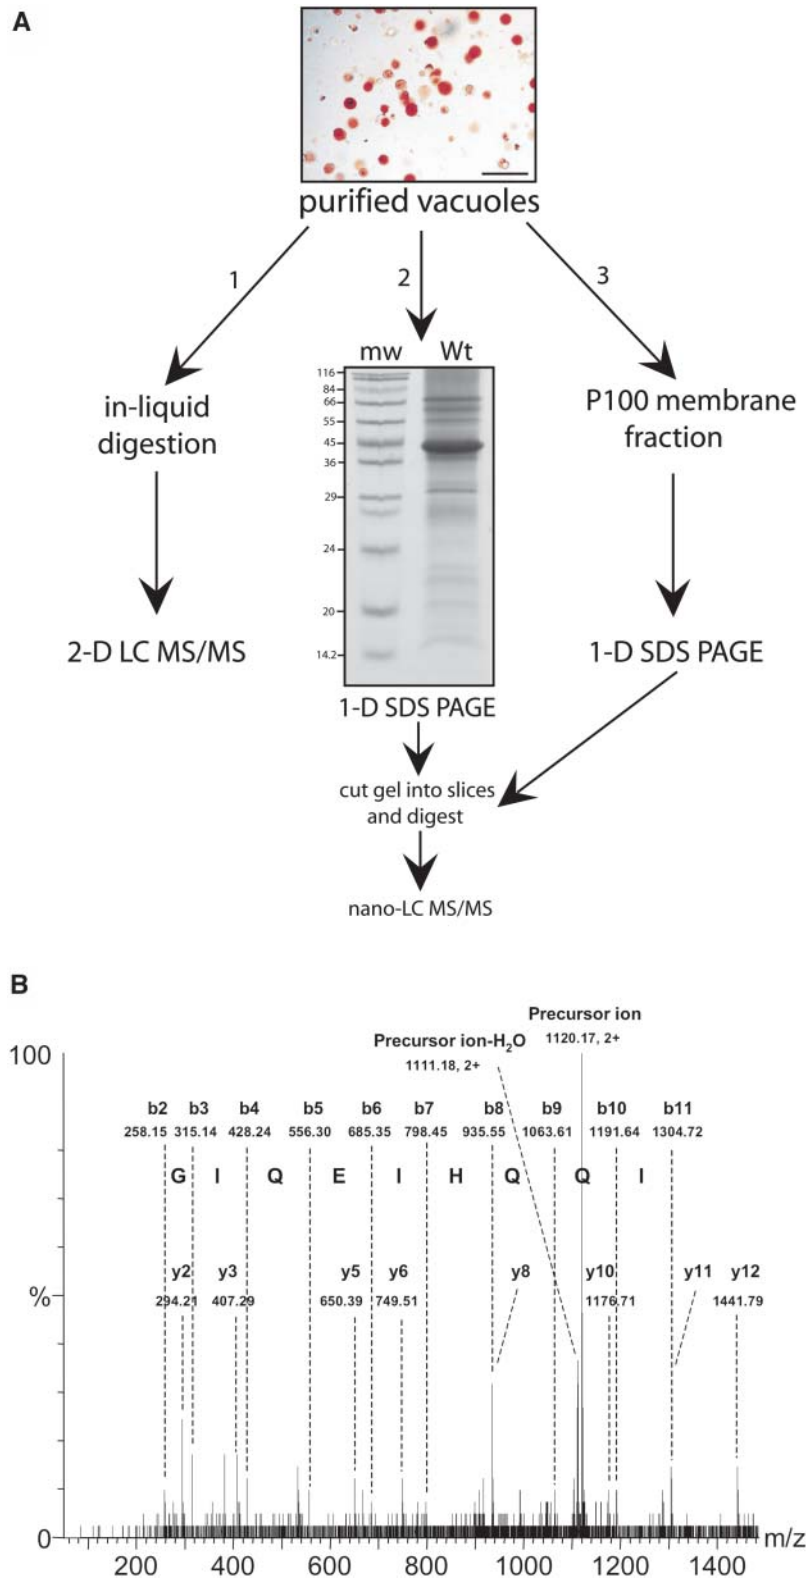 A
purified vacuoles
1
2
3
mw Wt
in-liquid
digestion
P100 membrane
fraction
116
84
66
55
45
36
29
24
20
14.2
2-D LC MS/MS
1-D SDS PAGE
1-D SDS PAGE
cut gel into slices
and digest
nano-LC MS/MS
B
Precursor ion
1120.17, 2+
Precursor ion-H₂O
1111.18, 2+
100
b2 b3 b4 b5 b6 b7 b8 b9 b10 b11
258.15 315.14 428.24 556.30 685.35 798.45 935.55 1063.61 1191.64 1304.72
G I Q E I H Q Q I
y2 y3 y5 y6 y8 y10 y11 y12
294.21 407.29 650.39 749.51 1176.71 1441.79
%
0
m/z
200 400 600 800 1000 1200 1400